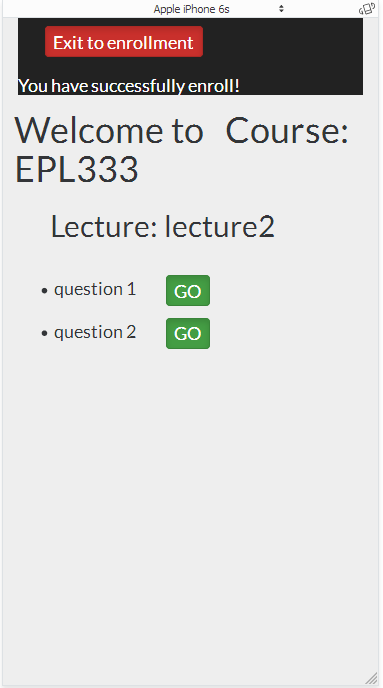 Apple iPhone 6s
Exit to enrollment
You have successfully enroll!
Welcome to Course:
EPL333
Lecture: lecture2
• question 1 GO
• question 2 GO